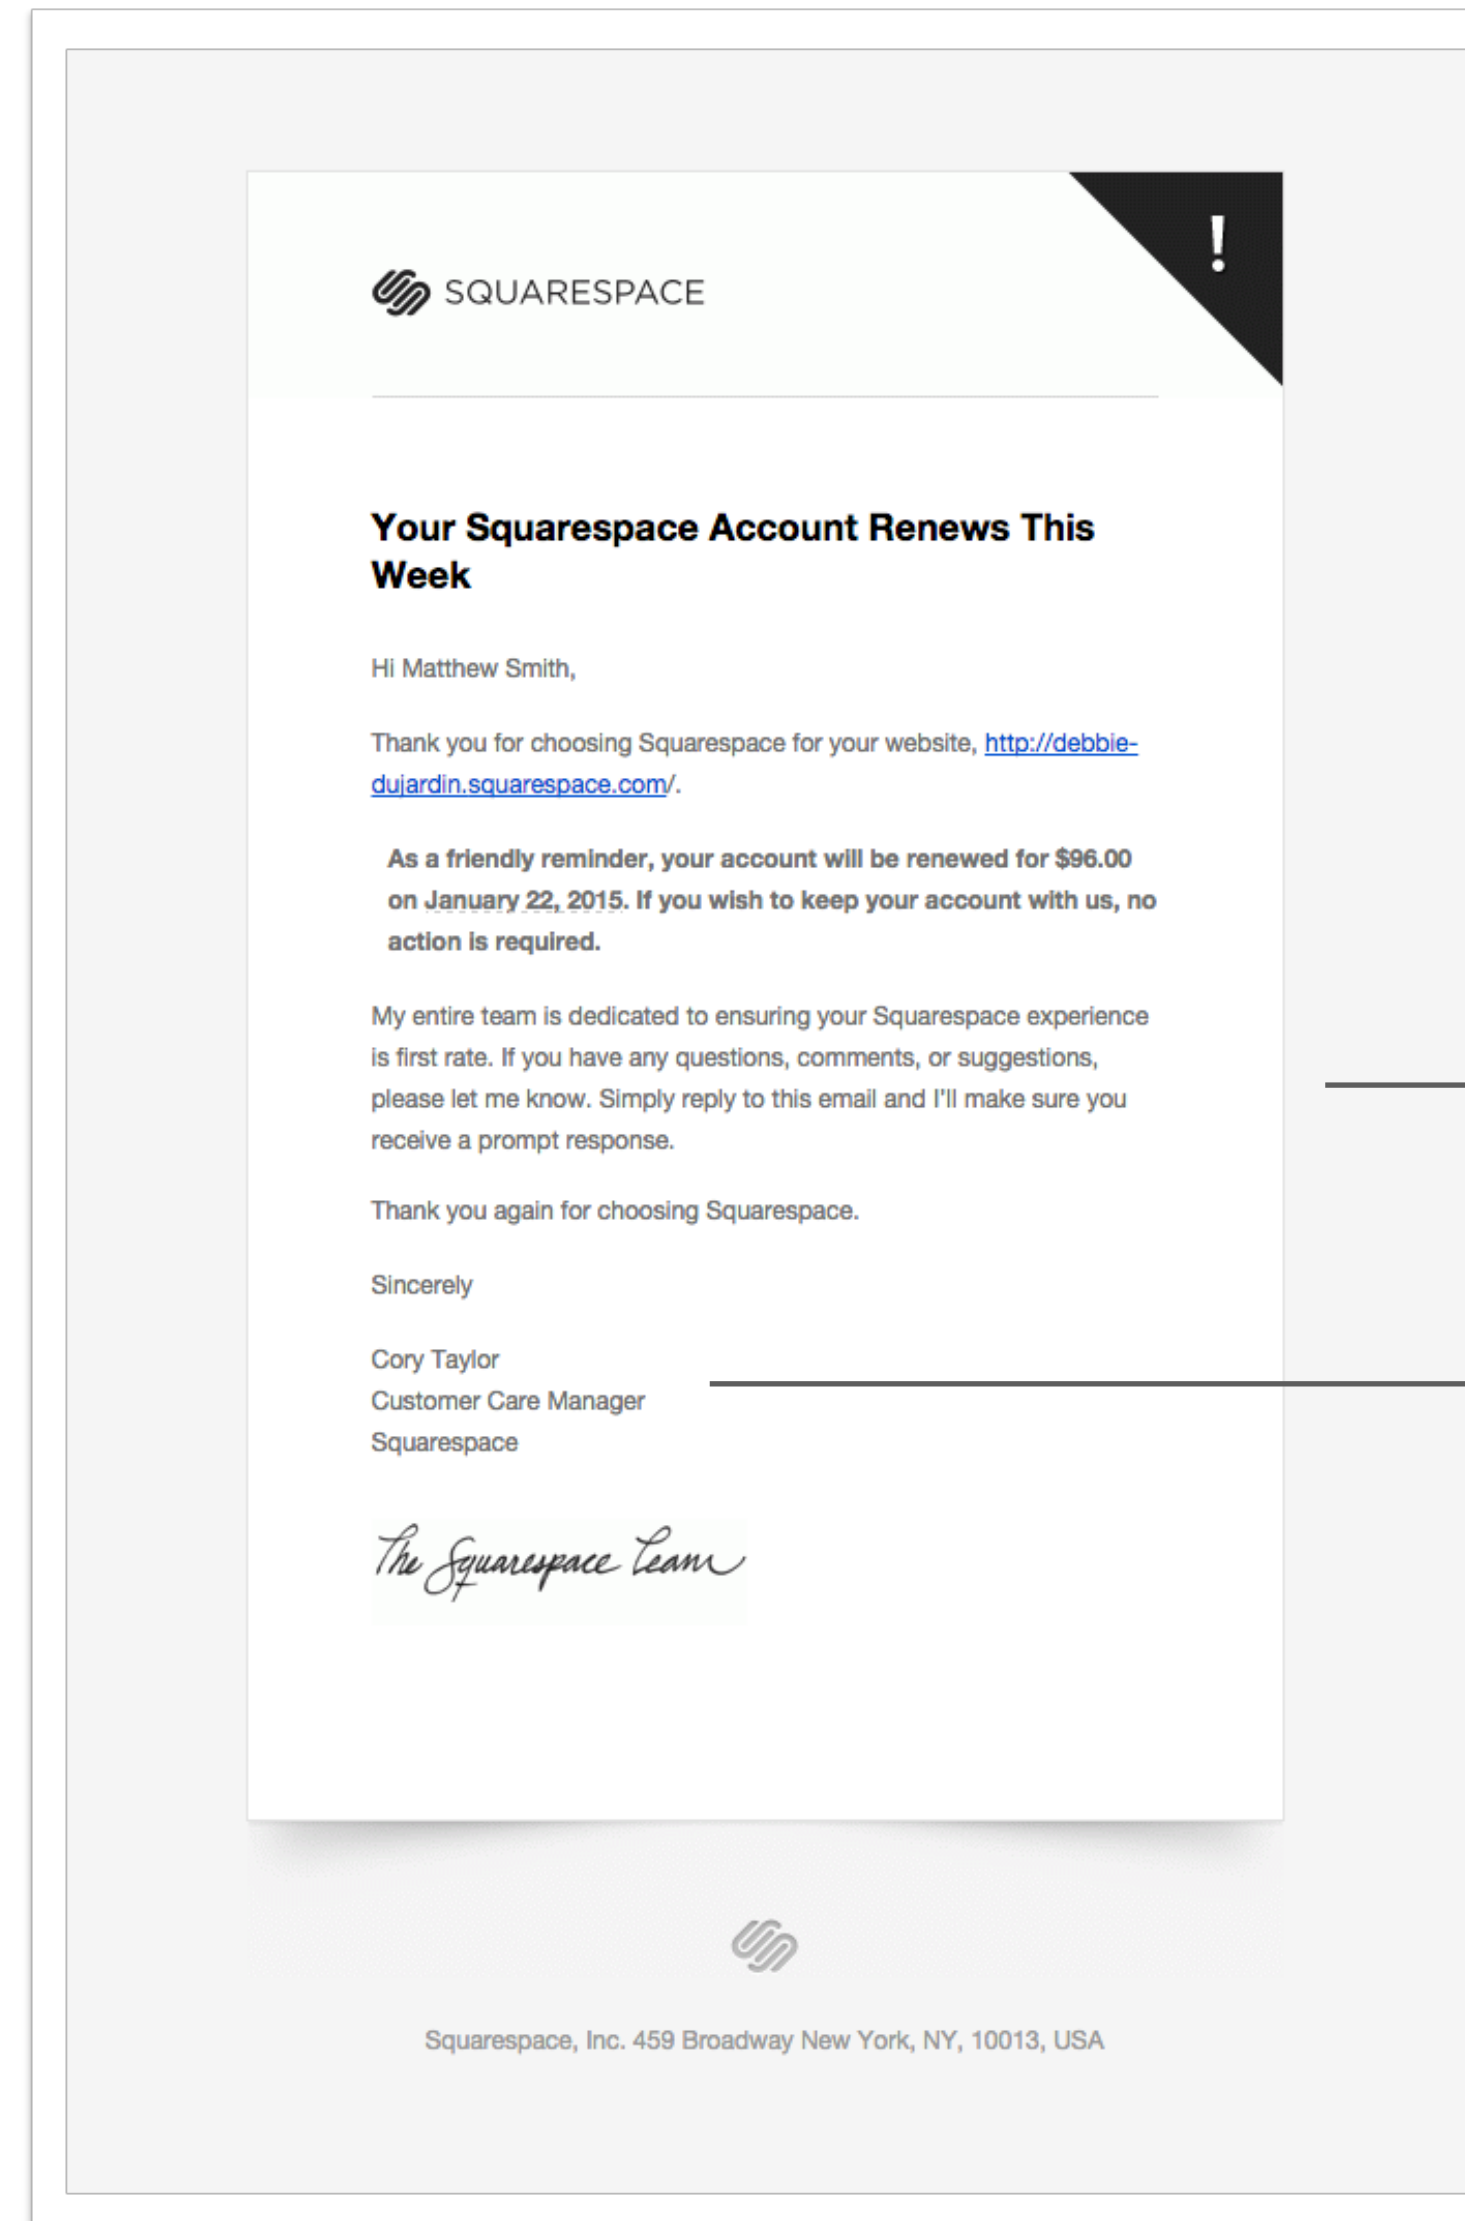 !
SQUARESPACE
Your Squarespace Account Renews This
Week
Hi Matthew Smith,
Thank you for choosing Squarespace for your website, http://debbie-
dujardin.squarespace.com/.
As a friendly reminder, your account will be renewed for $96.00
on January 22, 2015. If you wish to keep your account with us, no
action is required.
My entire team is dedicated to ensuring your Squarespace experience
is first rate. If you have any questions, comments, or suggestions,
please let me know. Simply reply to this email and I'll make sure you
receive a prompt response.
Thank you again for choosing Squarespace.
Sincerely
Cory Taylor
Customer Care Manager
Squarespace
The Squarespace Team
Squarespace, Inc. 459 Broadway New York, NY, 10013, USA